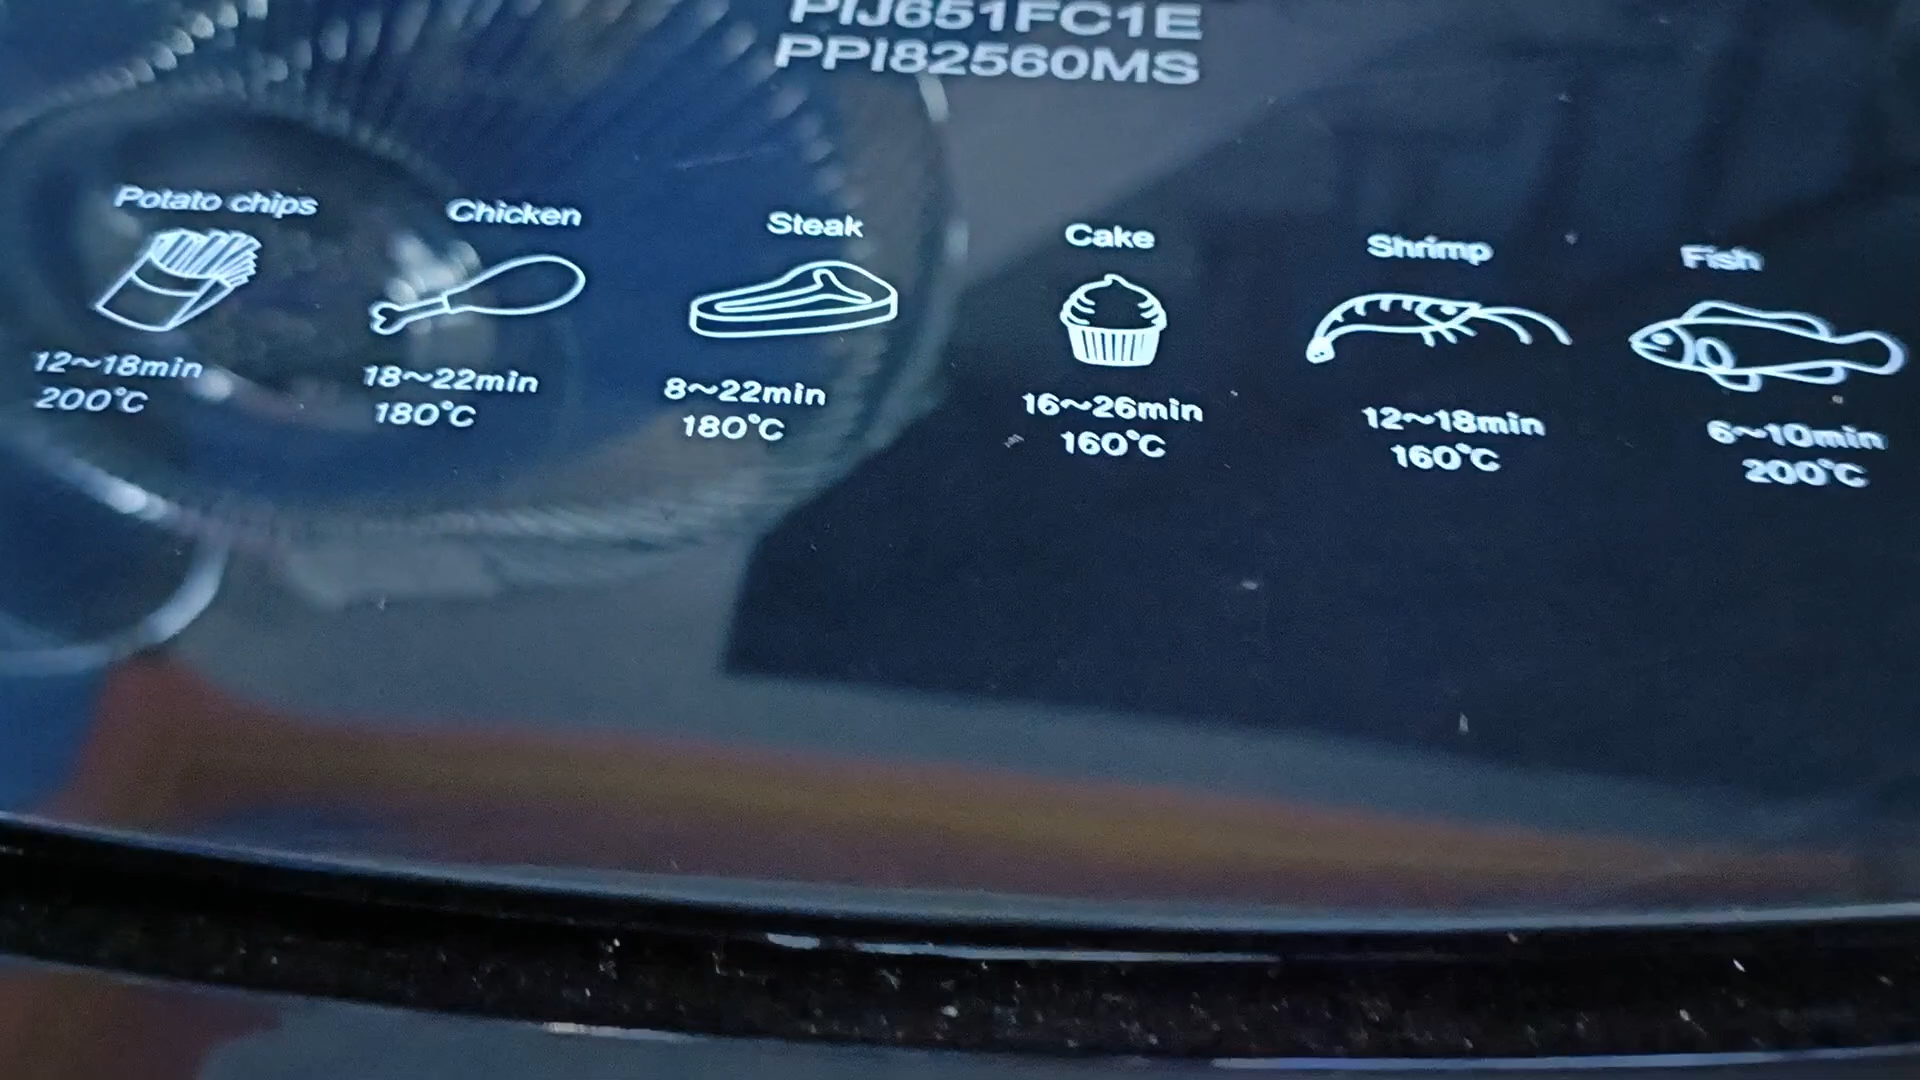 PIJ651FC1E
PPI82560MS
Potato chips
Chicken
Steak
Cake
Shrimp
Fish
12~18min
200°C
18~22min
180°C
8~22min
180°C
16~26min
160°C
12~18min
160°C
6~10min
200°C